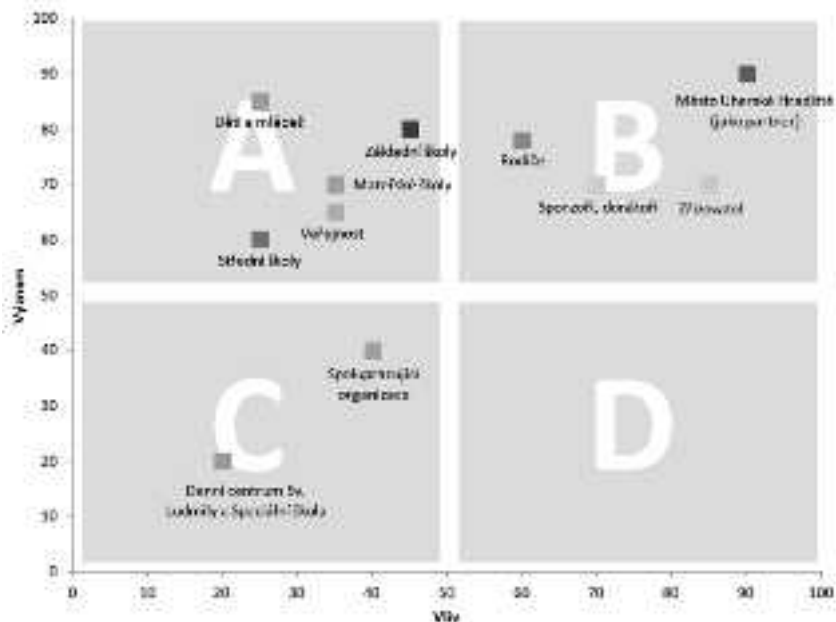 100
90
80
70
60
50
40
30
20
10
0
Význam
A
B
C
D
Děti a mládež
Základní školy
Mateřské školy
Veřejnost
Střední školy
Město Uherské Hradiště
(jako partner)
Rodiče
Sponzoři, donátoři
Zřizovatel
Spolupracující
organizace
Denní centrum Sv.
Ludmily a Speciální škola
0 10 20 30 40 50 60 70 80 90 100
Vliv